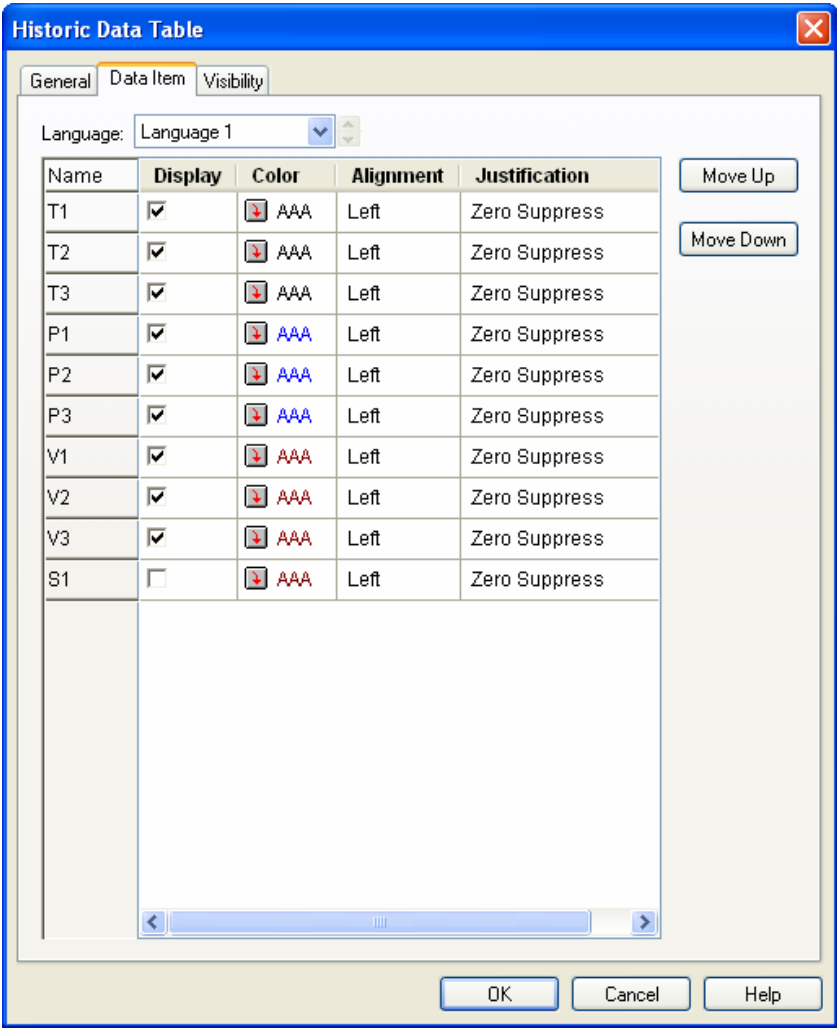 Historic Data Table
General Data Item Visibility
Language: Language 1
Name Display Color Alignment Justification
T1 AAA Left Zero Suppress
T2 AAA Left Zero Suppress
T3 AAA Left Zero Suppress
P1 AAA Left Zero Suppress
P2 AAA Left Zero Suppress
P3 AAA Left Zero Suppress
V1 AAA Left Zero Suppress
V2 AAA Left Zero Suppress
V3 AAA Left Zero Suppress
S1 AAA Left Zero Suppress
Move Up
Move Down
OK Cancel Help